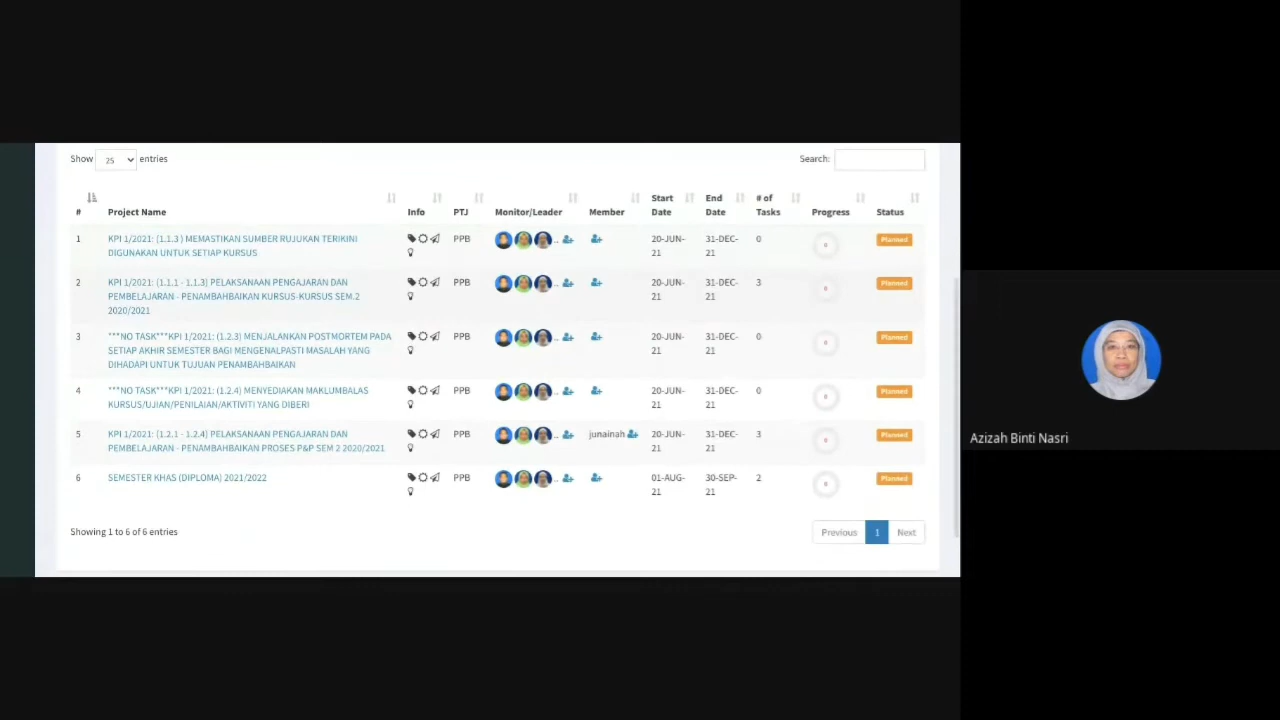 Show 25 entries
Search:
# Project Name Info PTJ Monitor/Leader Member Start Date End Date # of Tasks Progress Status
1 KPI 1/2021: (1.1.3 ) MEMASTIKAN SUMBER RUJUKAN TERIKINI PPB .. 20-JUN- 31-DEC- 0 0 Planned
DIGUNAKAN UNTUK SETIAP KURSUS 21 21
2 KPI 1/2021: (1.1.1 - 1.1.3) PELAKSANAAN PENGAJARAN DAN PPB .. 20-JUN- 31-DEC- 3 0 Planned
PEMBELAJARAN - PENAMBAHBAIKAN KURSUS-KURSUS SEM.2 21 21
2020/2021
3 ***NO TASK***KPI 1/2021: (1.2.3) MENJALANKAN POSTMORTEM PADA PPB .. 20-JUN- 31-DEC- 0 0 Planned
SETIAP AKHIR SEMESTER BAGI MENGENALPASTI MASALAH YANG 21 21
DIHADAPI UNTUK TUJUAN PENAMBAHBAIKAN
4 ***NO TASK***KPI 1/2021: (1.2.4) MENYEDIAKAN MAKLUMBALAS PPB .. 20-JUN- 31-DEC- 0 0 Planned
KURSUS/UJIAN/PENILAIAN/AKTIVITI YANG DIBERI 21 21
5 KPI 1/2021: (1.2.1 - 1.2.4) PELAKSANAAN PENGAJARAN DAN PPB .. junainah 20-JUN- 31-DEC- 3 0 Planned
PEMBELAJARAN - PENAMBAHBAIKAN PROSES P&P SEM 2 2020/2021 21 21
6 SEMESTER KHAS (DIPLOMA) 2021/2022 PPB .. 01-AUG- 30-SEP- 2 0 Planned
21 21
Showing 1 to 6 of 6 entries
Previous 1 Next
Azizah Binti Nasri